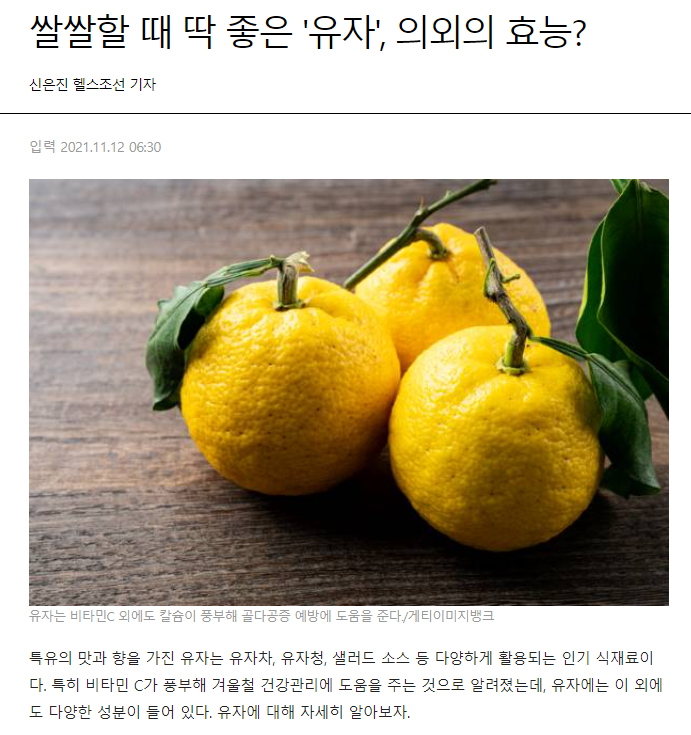 쌀쌀할 때 딱 좋은 '유자', 의외의 효능?
신은진 헬스조선 기자
입력 2021.11.12 06:30
유자는 비타민C 외에도 칼슘이 풍부해 골다공증 예방에 도움을 준다./게티이미지뱅크
특유의 맛과 향을 가진 유자는 유자차, 유자청, 샐러드 소스 등 다양하게 활용되는 인기 식재료이
다. 특히 비타민 C가 풍부해 겨울철 건강관리에 도움을 주는 것으로 알려졌는데, 유자에는 이 외에
도 다양한 성분이 들어 있다. 유자에 대해 자세히 알아보자.